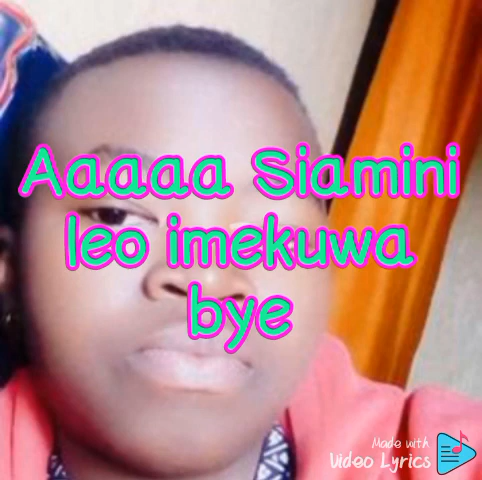 Aaaaa Siamini
leo imekuwa
bye
Made with
Video Lyrics